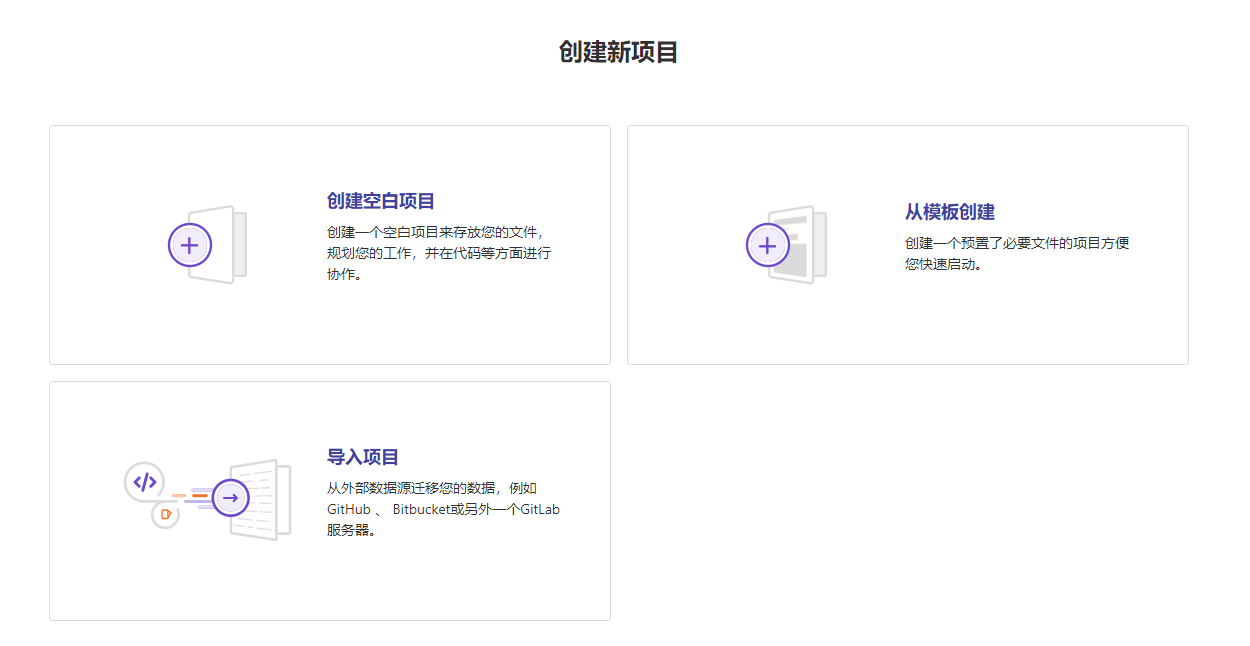 创建新项目
创建空白项目
创建一个空白项目来存放您的文件，
规划您的工作，并在代码等方面进行
协作。
从模板创建
创建一个预置了必要文件的项目方便
您快速启动。
导入项目
从外部数据源迁移您的数据，例如
GitHub 、 Bitbucket或另外一个GitLab
服务器。